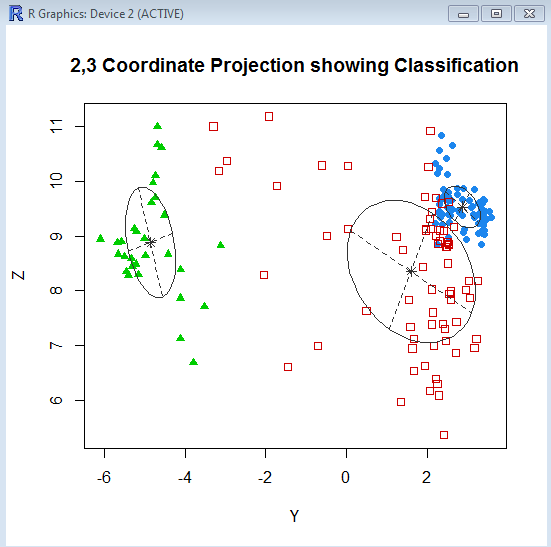 R Graphics: Device 2 (ACTIVE)
2,3 Coordinate Projection showing Classification
11
10
9
8
7
6
Z
-6 -4 -2 0 2
Y